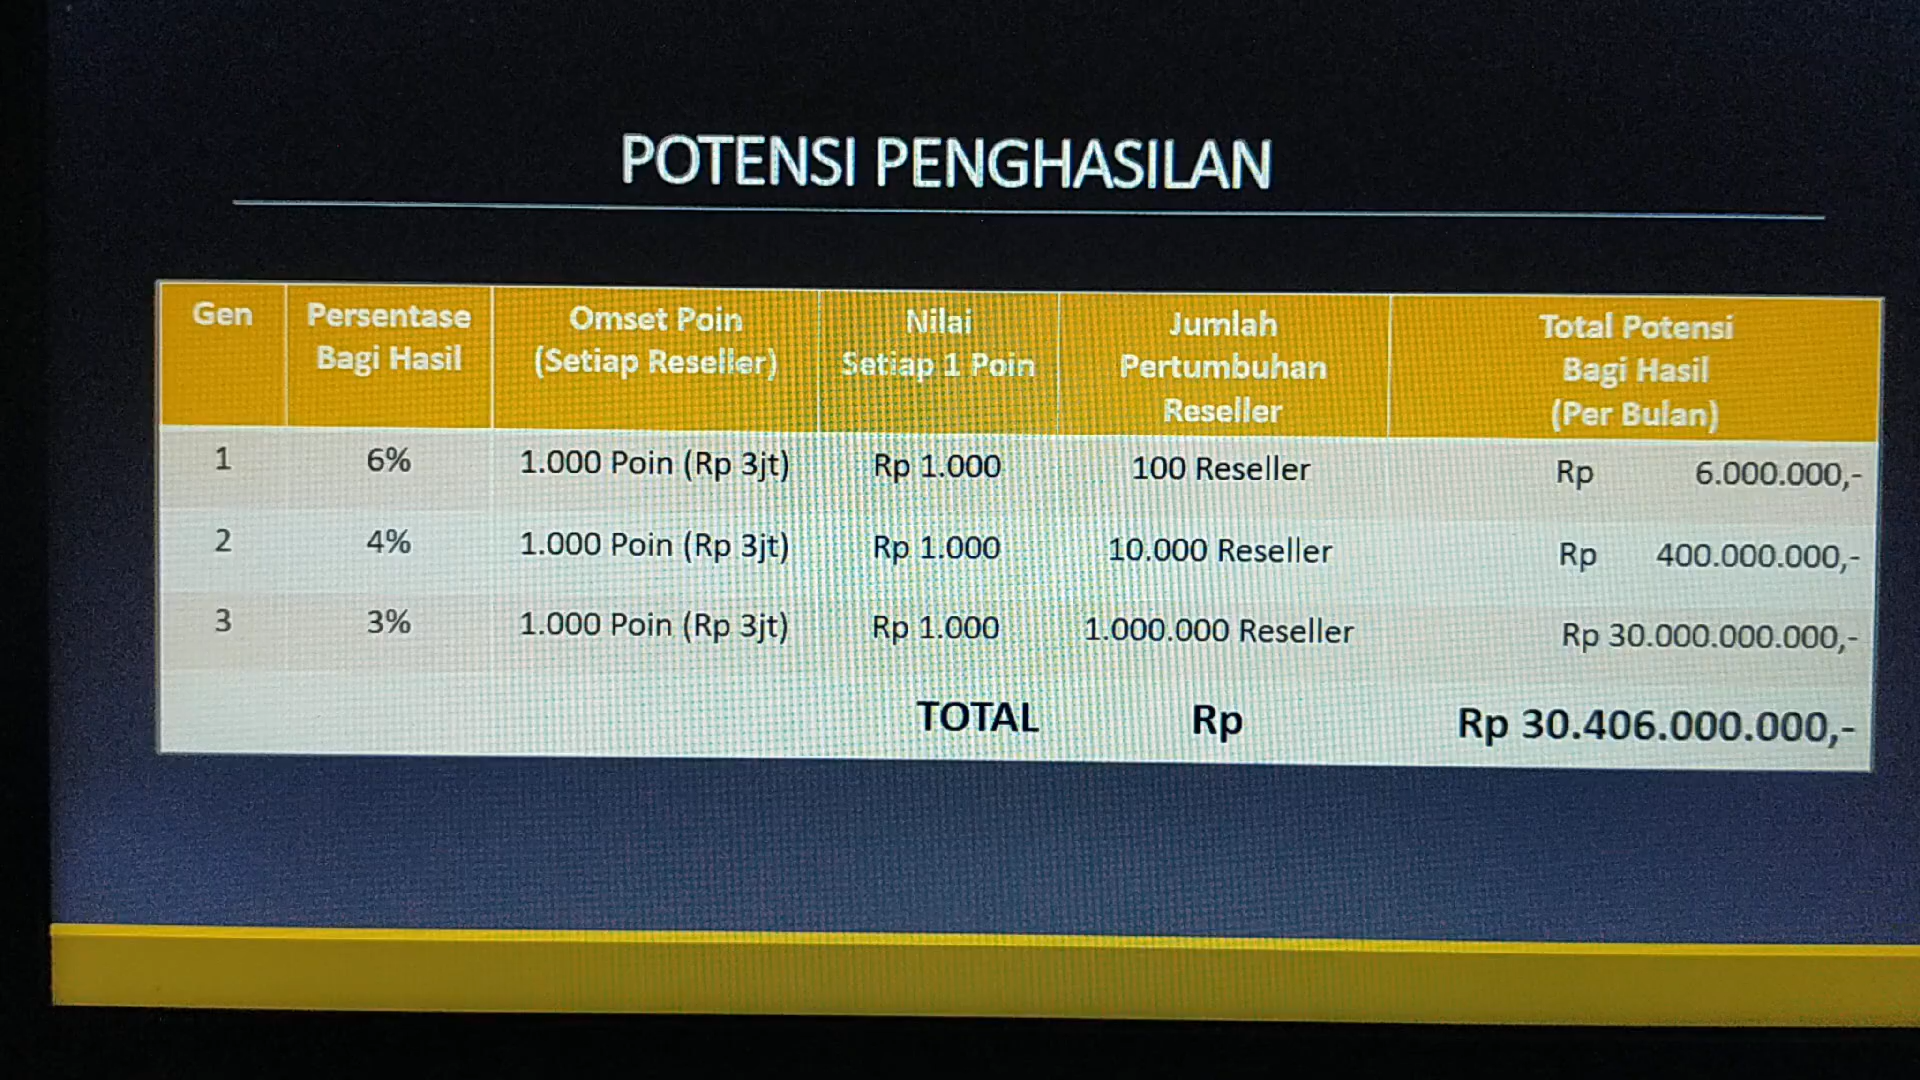 POTENSI PENGHASILAN
Gen Persentase Bagi Hasil Omset Poin (Setiap Reseller) Nilai Setiap 1 Poin Jumlah Pertumbuhan Reseller Total Potensi Bagi Hasil (Per Bulan)
1 6% 1.000 Poin (Rp 3jt) Rp 1.000 100 Reseller Rp 6.000.000,-
2 4% 1.000 Poin (Rp 3jt) Rp 1.000 10.000 Reseller Rp 400.000.000,-
3 3% 1.000 Poin (Rp 3jt) Rp 1.000 1.000.000 Reseller Rp 30.000.000.000,-
TOTAL Rp Rp 30.406.000.000,-